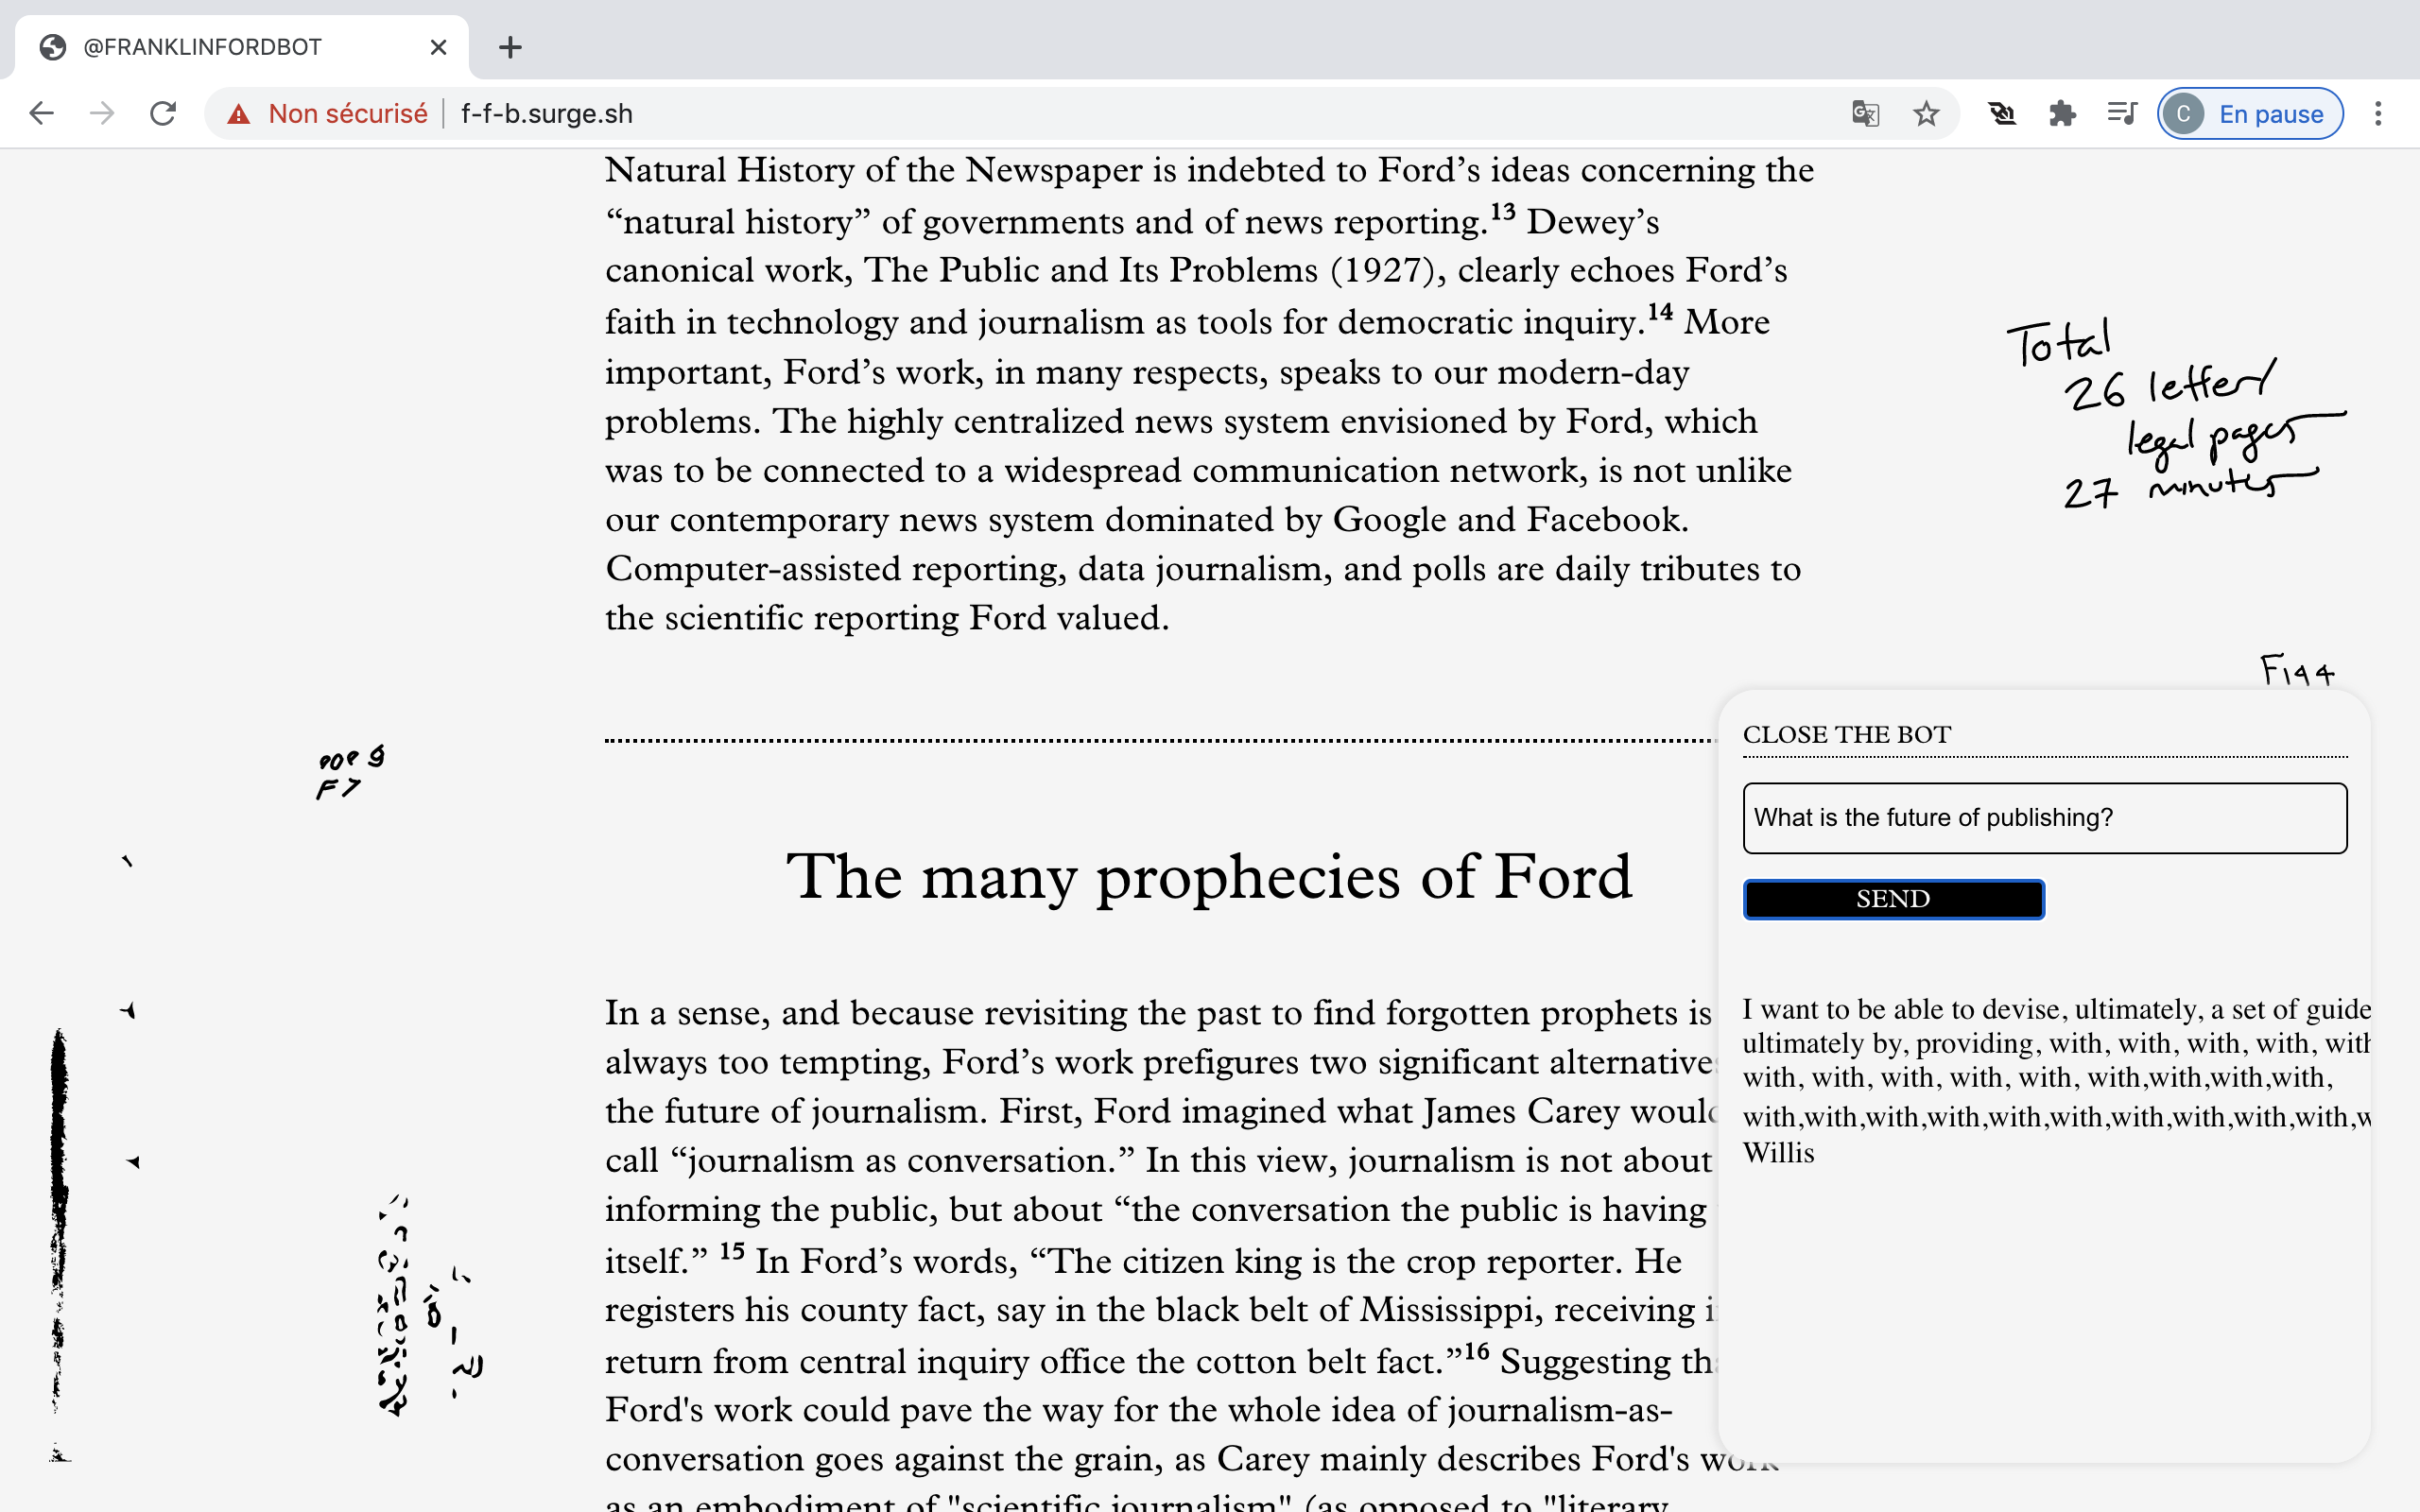 @FRANKLINFORDBOT
Non sécurisé
f-f-b.surge.sh
C En pause
Natural History of the Newspaper is indebted to Ford’s ideas concerning the
“natural history” of governments and of news reporting.13 Dewey’s
canonical work, The Public and Its Problems (1927), clearly echoes Ford’s
faith in technology and journalism as tools for democratic inquiry.14 More
important, Ford’s work, in many respects, speaks to our modern-day
problems. The highly centralized news system envisioned by Ford, which
was to be connected to a widespread communication network, is not unlike
our contemporary news system dominated by Google and Facebook.
Computer-assisted reporting, data journalism, and polls are daily tributes to
the scientific reporting Ford valued.
Total
26 letter/
legal pages
27 minutes
The many prophecies of Ford
In a sense, and because revisiting the past to find forgotten prophets is
always too tempting, Ford’s work prefigures two significant alternative
the future of journalism. First, Ford imagined what James Carey would
call “journalism as conversation.” In this view, journalism is not about
informing the public, but about “the conversation the public is having
itself.” 15 In Ford’s words, “The citizen king is the crop reporter. He
registers his county fact, say in the black belt of Mississippi, receiving
return from central inquiry office the cotton belt fact.”16 Suggesting
Ford's work could pave the way for the whole idea of journalism-as-
conversation goes against the grain, as Carey mainly describes Ford's work
as an embodiment of "scientific journalism" (as opposed to "literary
CLOSE THE BOT
What is the future of publishing?
SEND
I want to be able to devise, ultimately, a set of guide
ultimately by, providing, with, with, with, with, with
with, with, with, with, with, with,with,with,with,
with,with,with,with,with,with,with,with,with,with,w
Willis